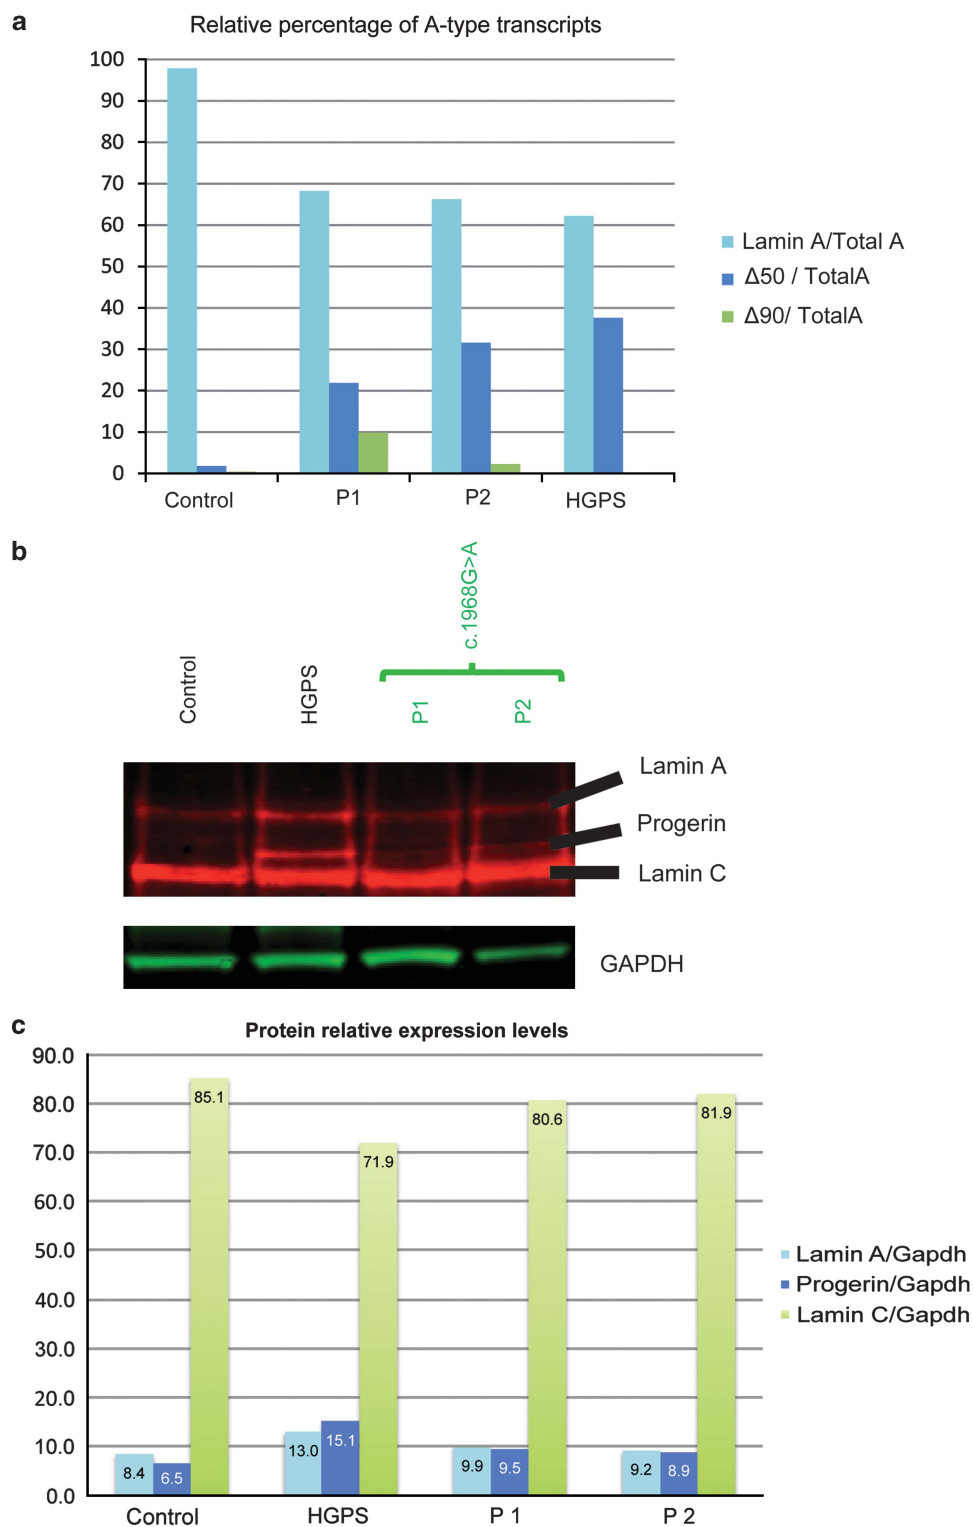 a
Relative percentage of A-type transcripts
100
90
80
70
60
50
40
30
20
10
0
Control
P1
P2
HGPS
Lamin A/Total A
Δ50 / TotalA
Δ90/ TotalA
b
c.1968G>A
Control
HGPS
P1
P2
Lamin A
Progerin
Lamin C
GAPDH
c
Protein relative expression levels
90.0
80.0
70.0
60.0
50.0
40.0
30.0
20.0
10.0
0.0
8.4
6.5
85.1
13.0
15.1
71.9
9.9
9.5
80.6
9.2
8.9
81.9
Control
HGPS
P 1
P 2
Lamin A/Gapdh
Progerin/Gapdh
Lamin C/Gapdh